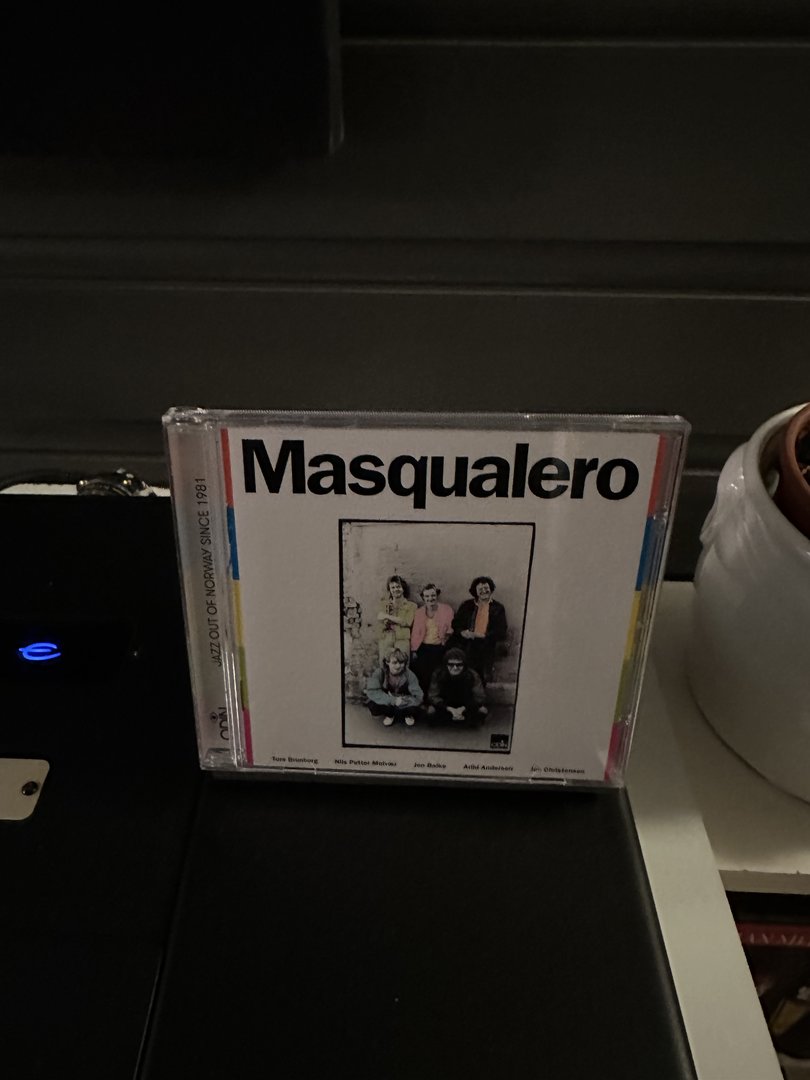 Masqualero
JAZZ OUT OF NORWAY SINCE 1981
ODIN
odin
Tore Brunborg Nils Petter Molvær Jon Balke Arild Andersen Jon Christensen